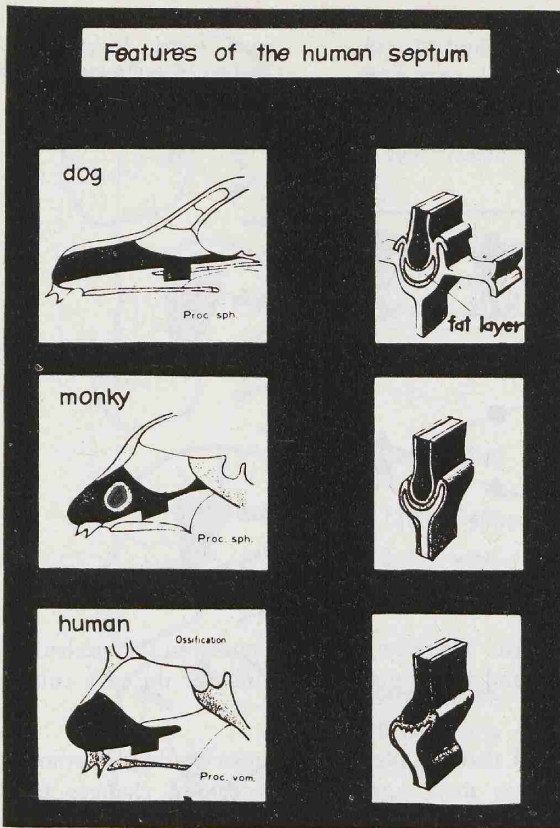 Features of the human septum
dog
Proc sph.
fat layer
monky
Proc. sph.
human
Ossification
Proc. vom.